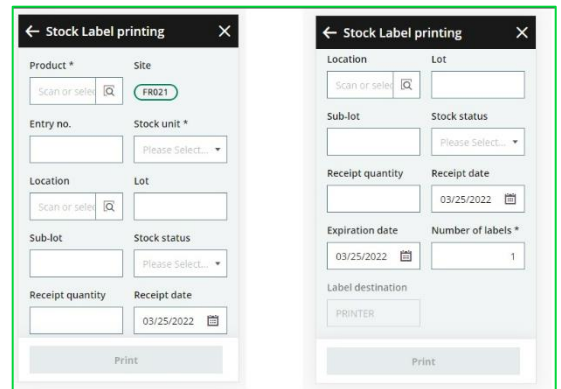 ← Stock Label printing ×
Product * Site
Scan or selec FR021
Entry no. Stock unit *
Please Select...
Location Lot
Scan or selec
Sub-lot Stock status
Please Select...
Receipt quantity Receipt date
03/25/2022
Print
← Stock Label printing ×
Location Lot
Scan or selec
Sub-lot Stock status
Please Select...
Receipt quantity Receipt date
03/25/2022
Expiration date Number of labels *
03/25/2022 1
Label destination
PRINTER
Print